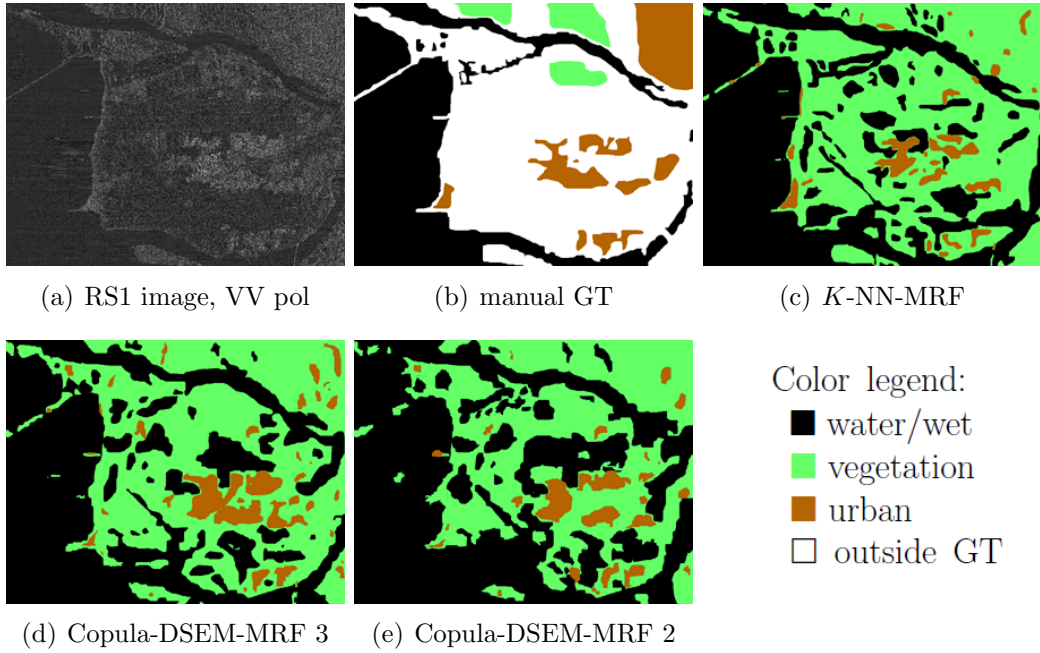 (a) RS1 image, VV pol
(b) manual GT
(c) K-NN-MRF
(d) Copula-DSEM-MRF 3
(e) Copula-DSEM-MRF 2
Color legend:
water/wet
vegetation
urban
outside GT